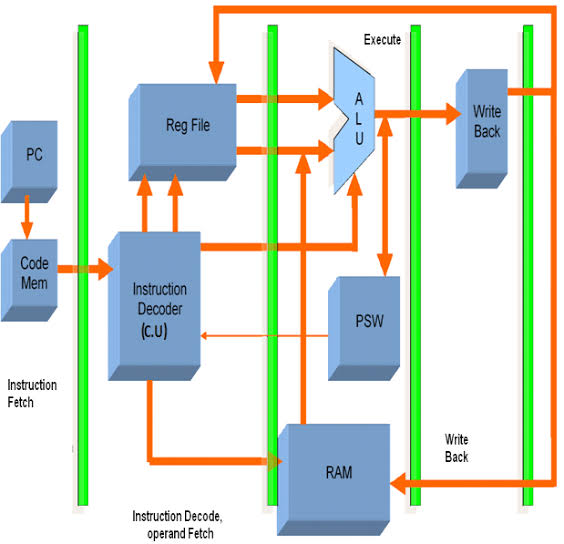 Execute
Reg File
A
L
U
Write
Back
PC
Code
Mem
Instruction
Decoder
(C.U)
PSW
Instruction
Fetch
RAM
Write
Back
Instruction Decode,
operand Fetch